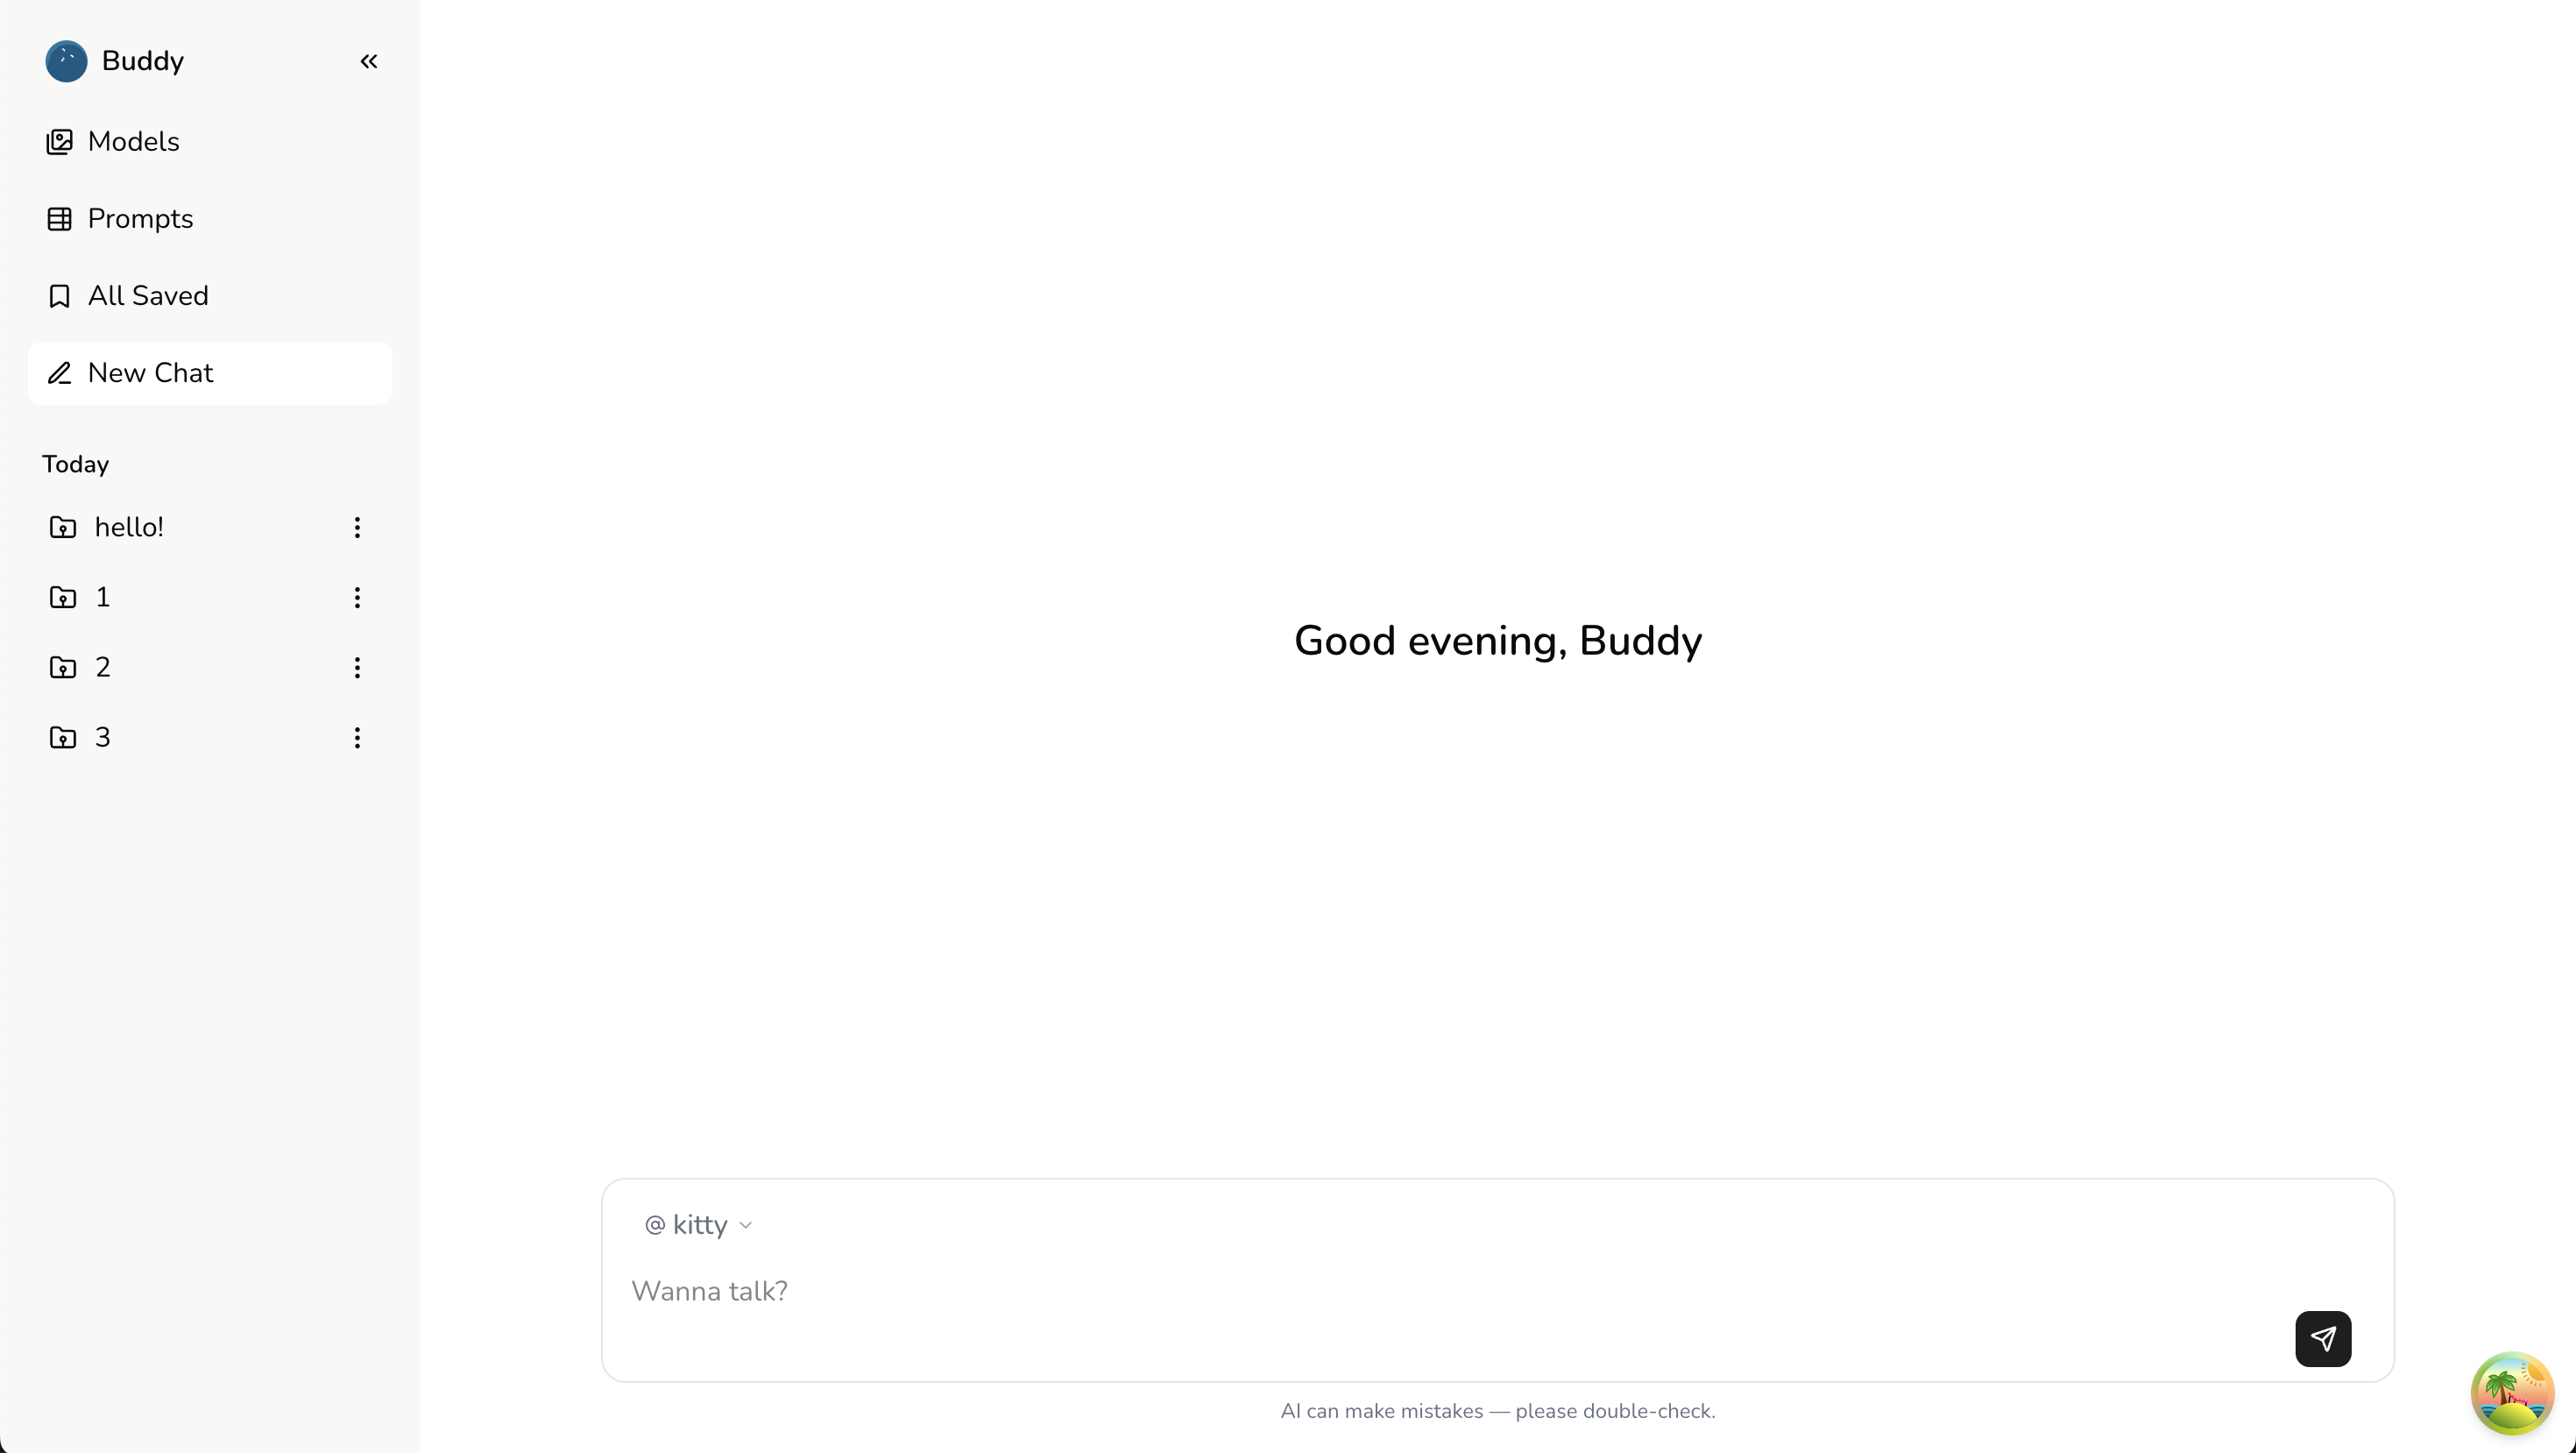 Buddy
Models
Prompts
All Saved
New Chat
Today
hello!
1
2
3
Good evening, Buddy
@ kitty
Wanna talk?
AI can make mistakes — please double-check.